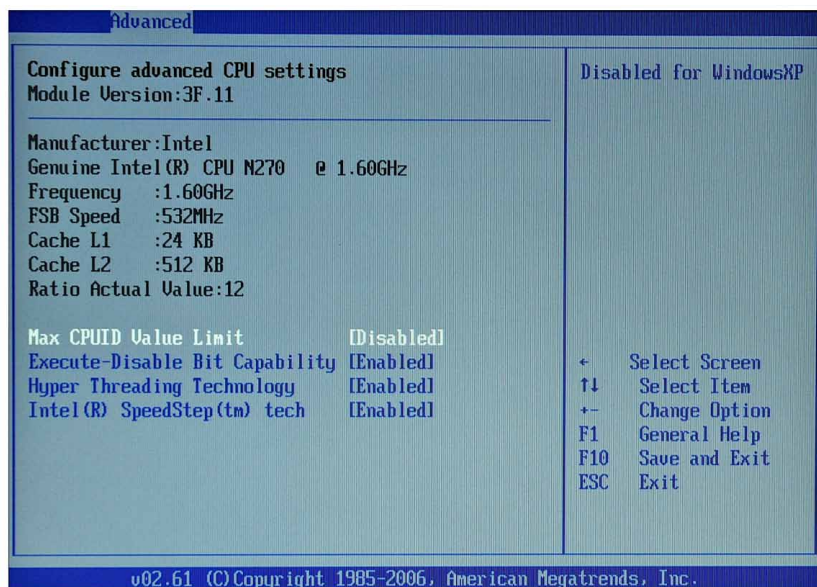 Advanced
Configure advanced CPU settings
Module Version:3F.11
Manufacturer:Intel
Genuine Intel(R) CPU N270 @ 1.60GHz
Frequency :1.60GHz
FSB Speed :532MHz
Cache L1 :24 KB
Cache L2 :512 KB
Ratio Actual Value:12
Max CPUID Value Limit [Disabled]
Execute-Disable Bit Capability [Enabled]
Hyper Threading Technology [Enabled]
Intel(R) SpeedStep(tm) tech [Enabled]
Disabled for WindowsXP
← Select Screen
↑↓ Select Item
+- Change Option
F1 General Help
F10 Save and Exit
ESC Exit
v02.61 (C)Copyright 1985-2006, American Megatrends, Inc.